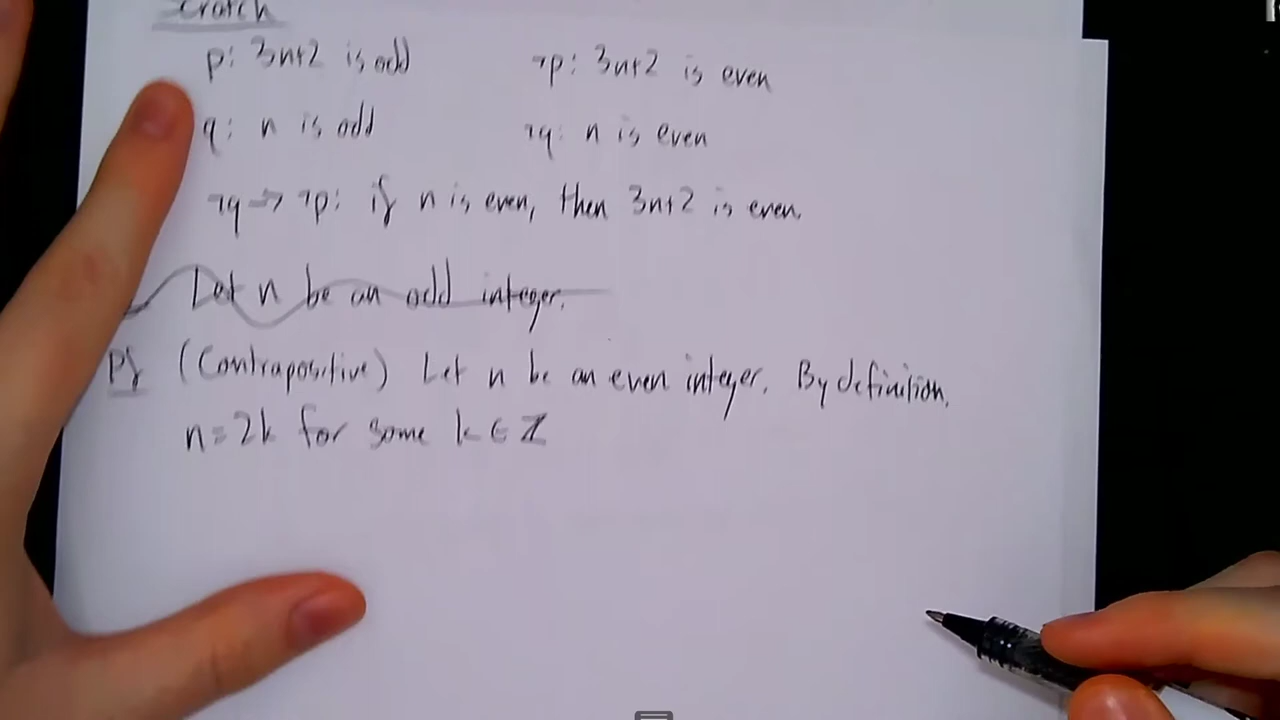 Scratch
p: 3n+2 is odd ¬p: 3n+2 is even
q: n is odd ¬q: n is even
¬q → ¬p: if n is even, then 3n+2 is even.
Let n be an odd integer.
Pf (Contrapositive) Let n be an even integer. By definition,
n=2k for some k ∈ ℤ